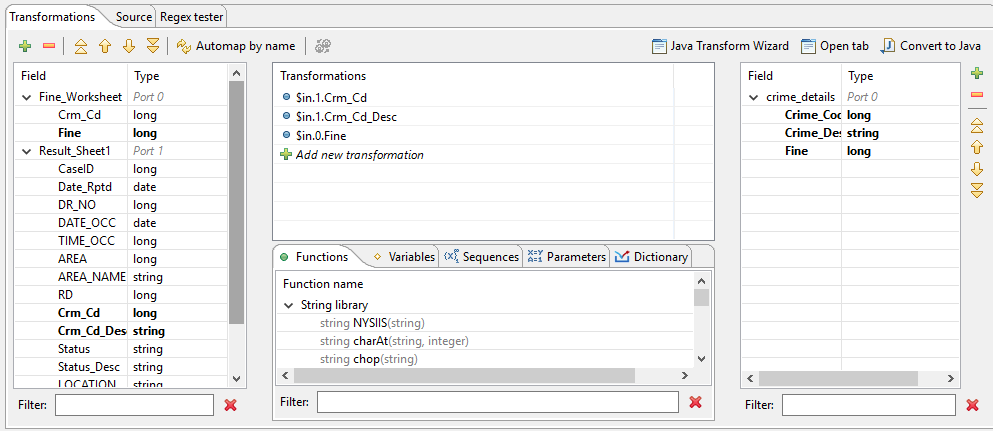 Transformations Source Regex tester
Automap by name Java Transform Wizard Open tab Convert to Java
Field Type
Fine_Worksheet Port 0
Crm_Cd long
Fine long
Result_Sheet1 Port 1
CaseID long
Date_Rptd date
DR_NO long
DATE_OCC date
TIME_OCC long
AREA long
AREA_NAME string
RD long
Crm_Cd long
Crm_Cd_Des string
Status string
Status_Desc string
LOCATION string
Filter:
Transformations
$in.1.Crm_Cd
$in.1.Crm_Cd_Desc
$in.0.Fine
Add new transformation
Functions Variables Sequences Parameters Dictionary
Function name
String library
string NYSIIS(string)
string charAt(string, integer)
string chop(string)
Filter:
Field Type
crime_details Port 0
Crime_Coc long
Crime_Des string
Fine long
Filter: